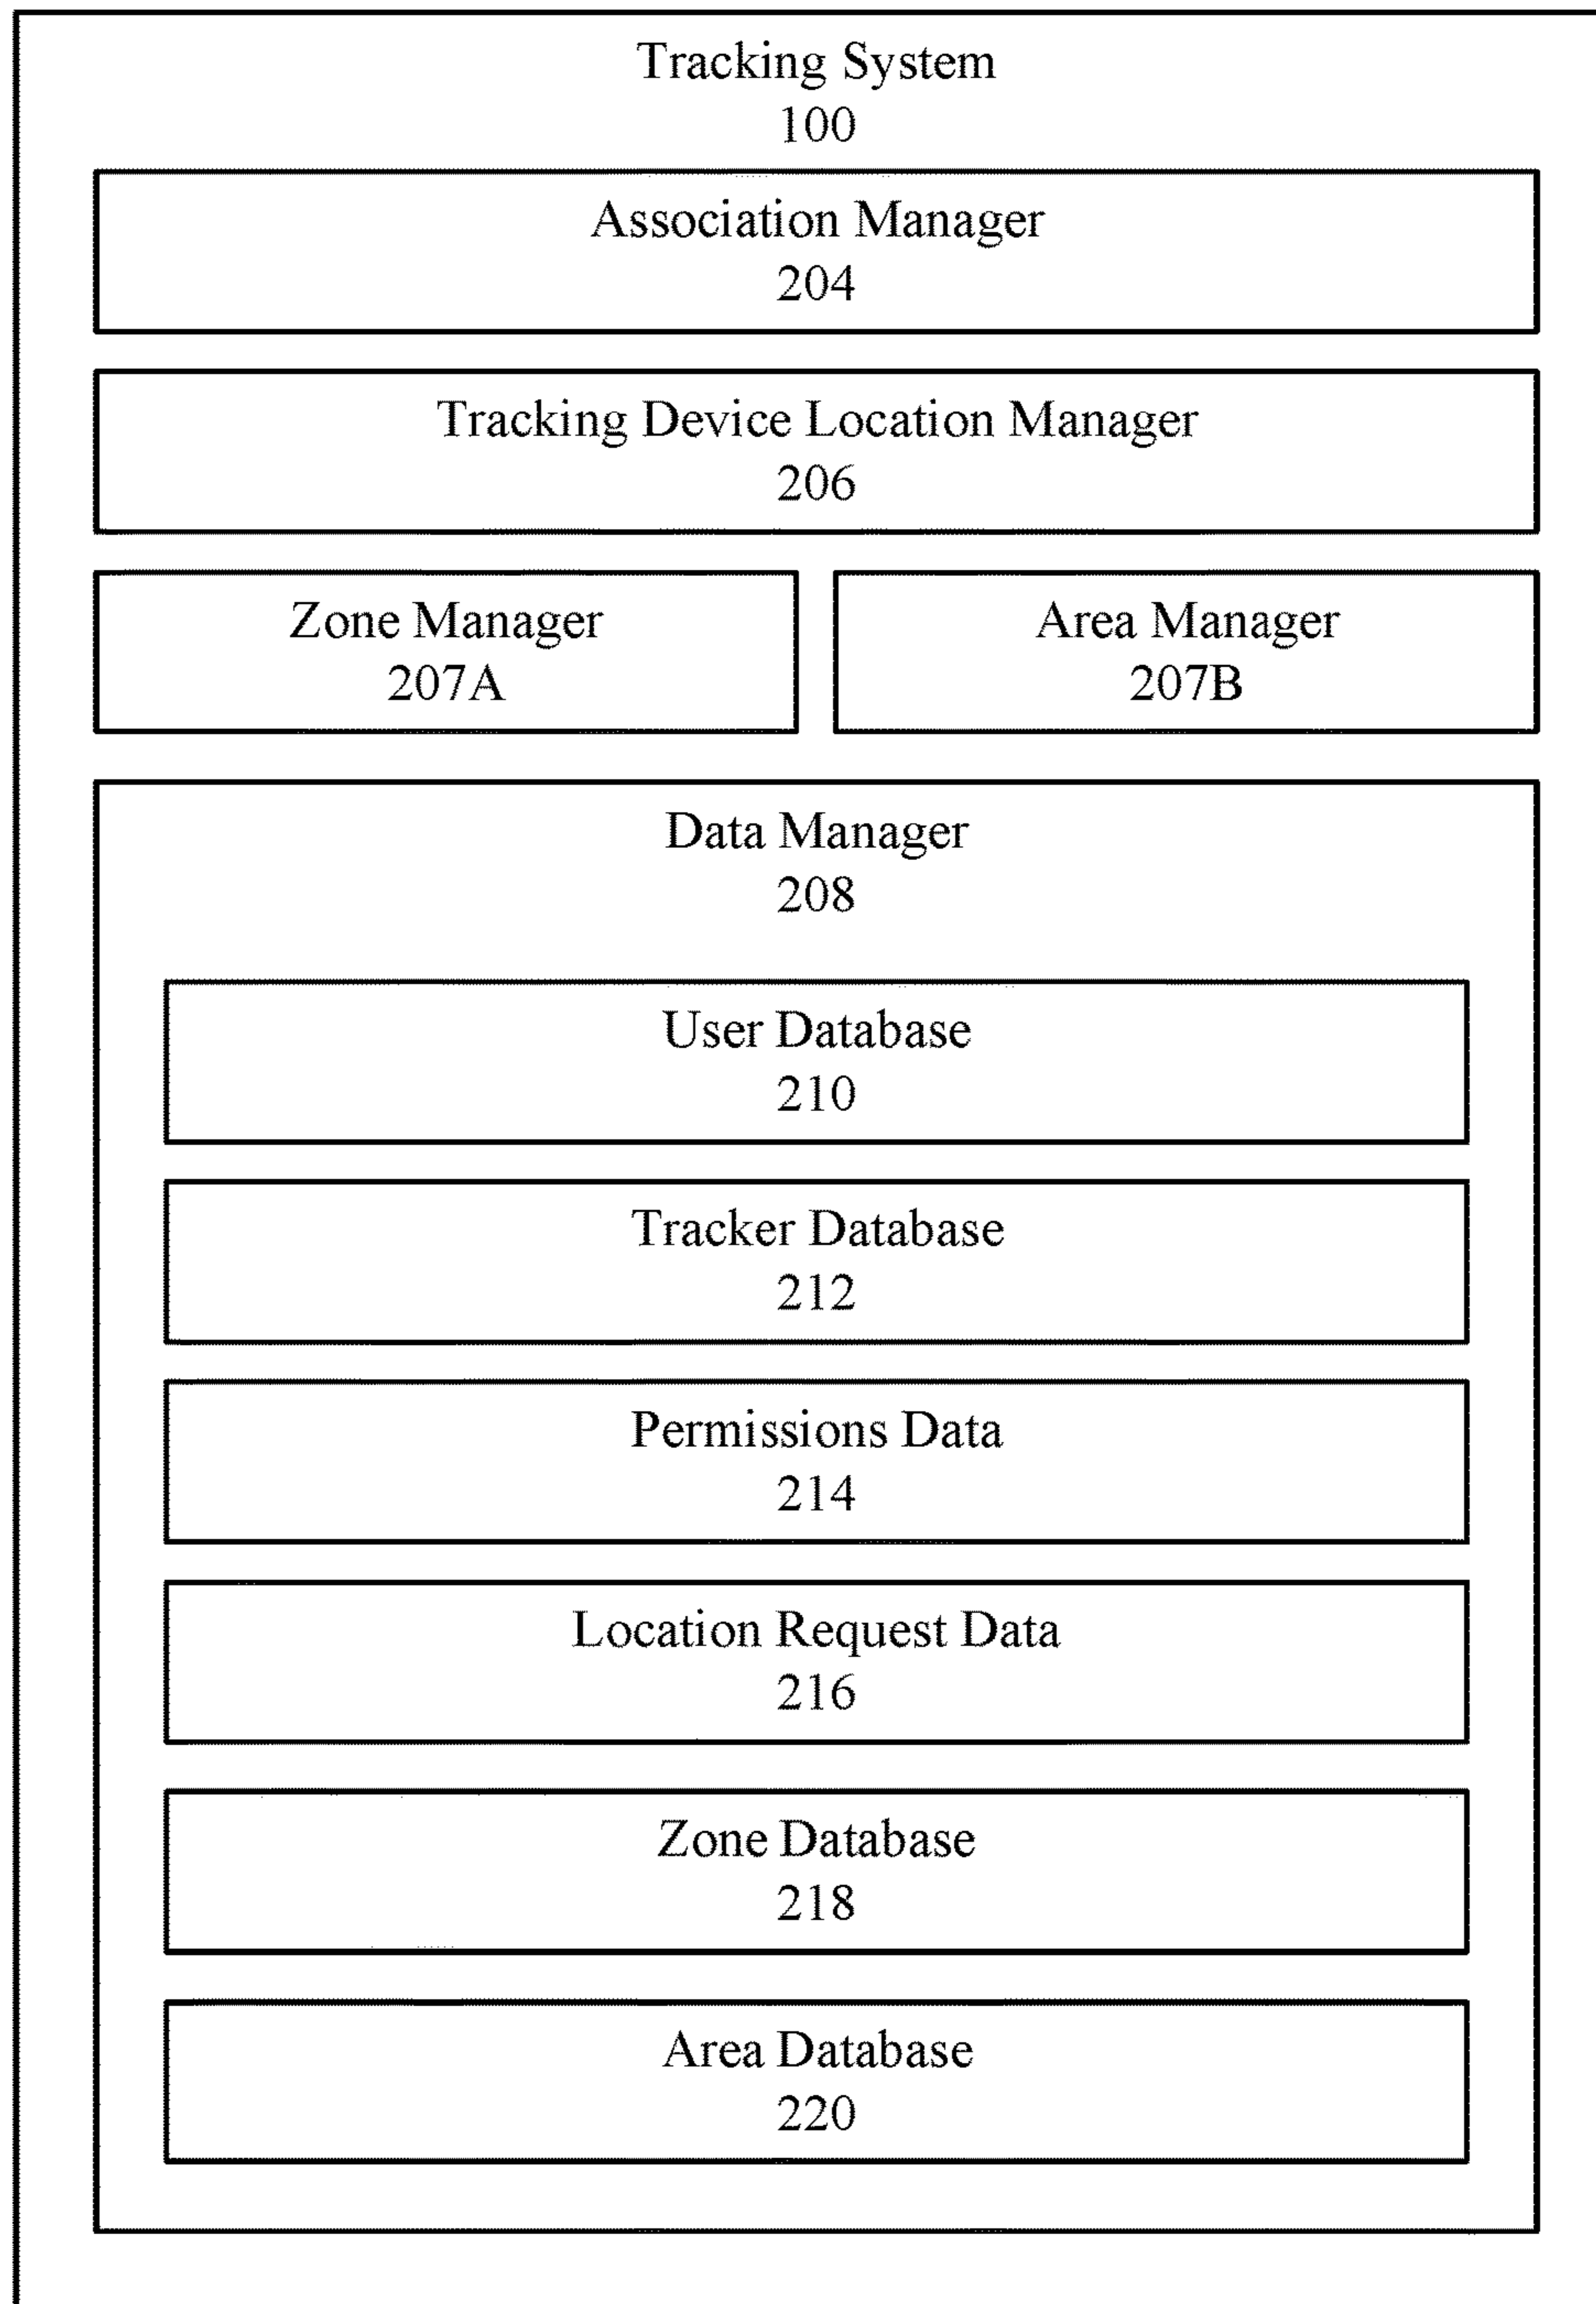 Tracking System
100
Association Manager
204
Tracking Device Location Manager
206
Zone Manager
207A
Area Manager
207B
Data Manager
208
User Database
210
Tracker Database
212
Permissions Data
214
Location Request Data
216
Zone Database
218
Area Database
220